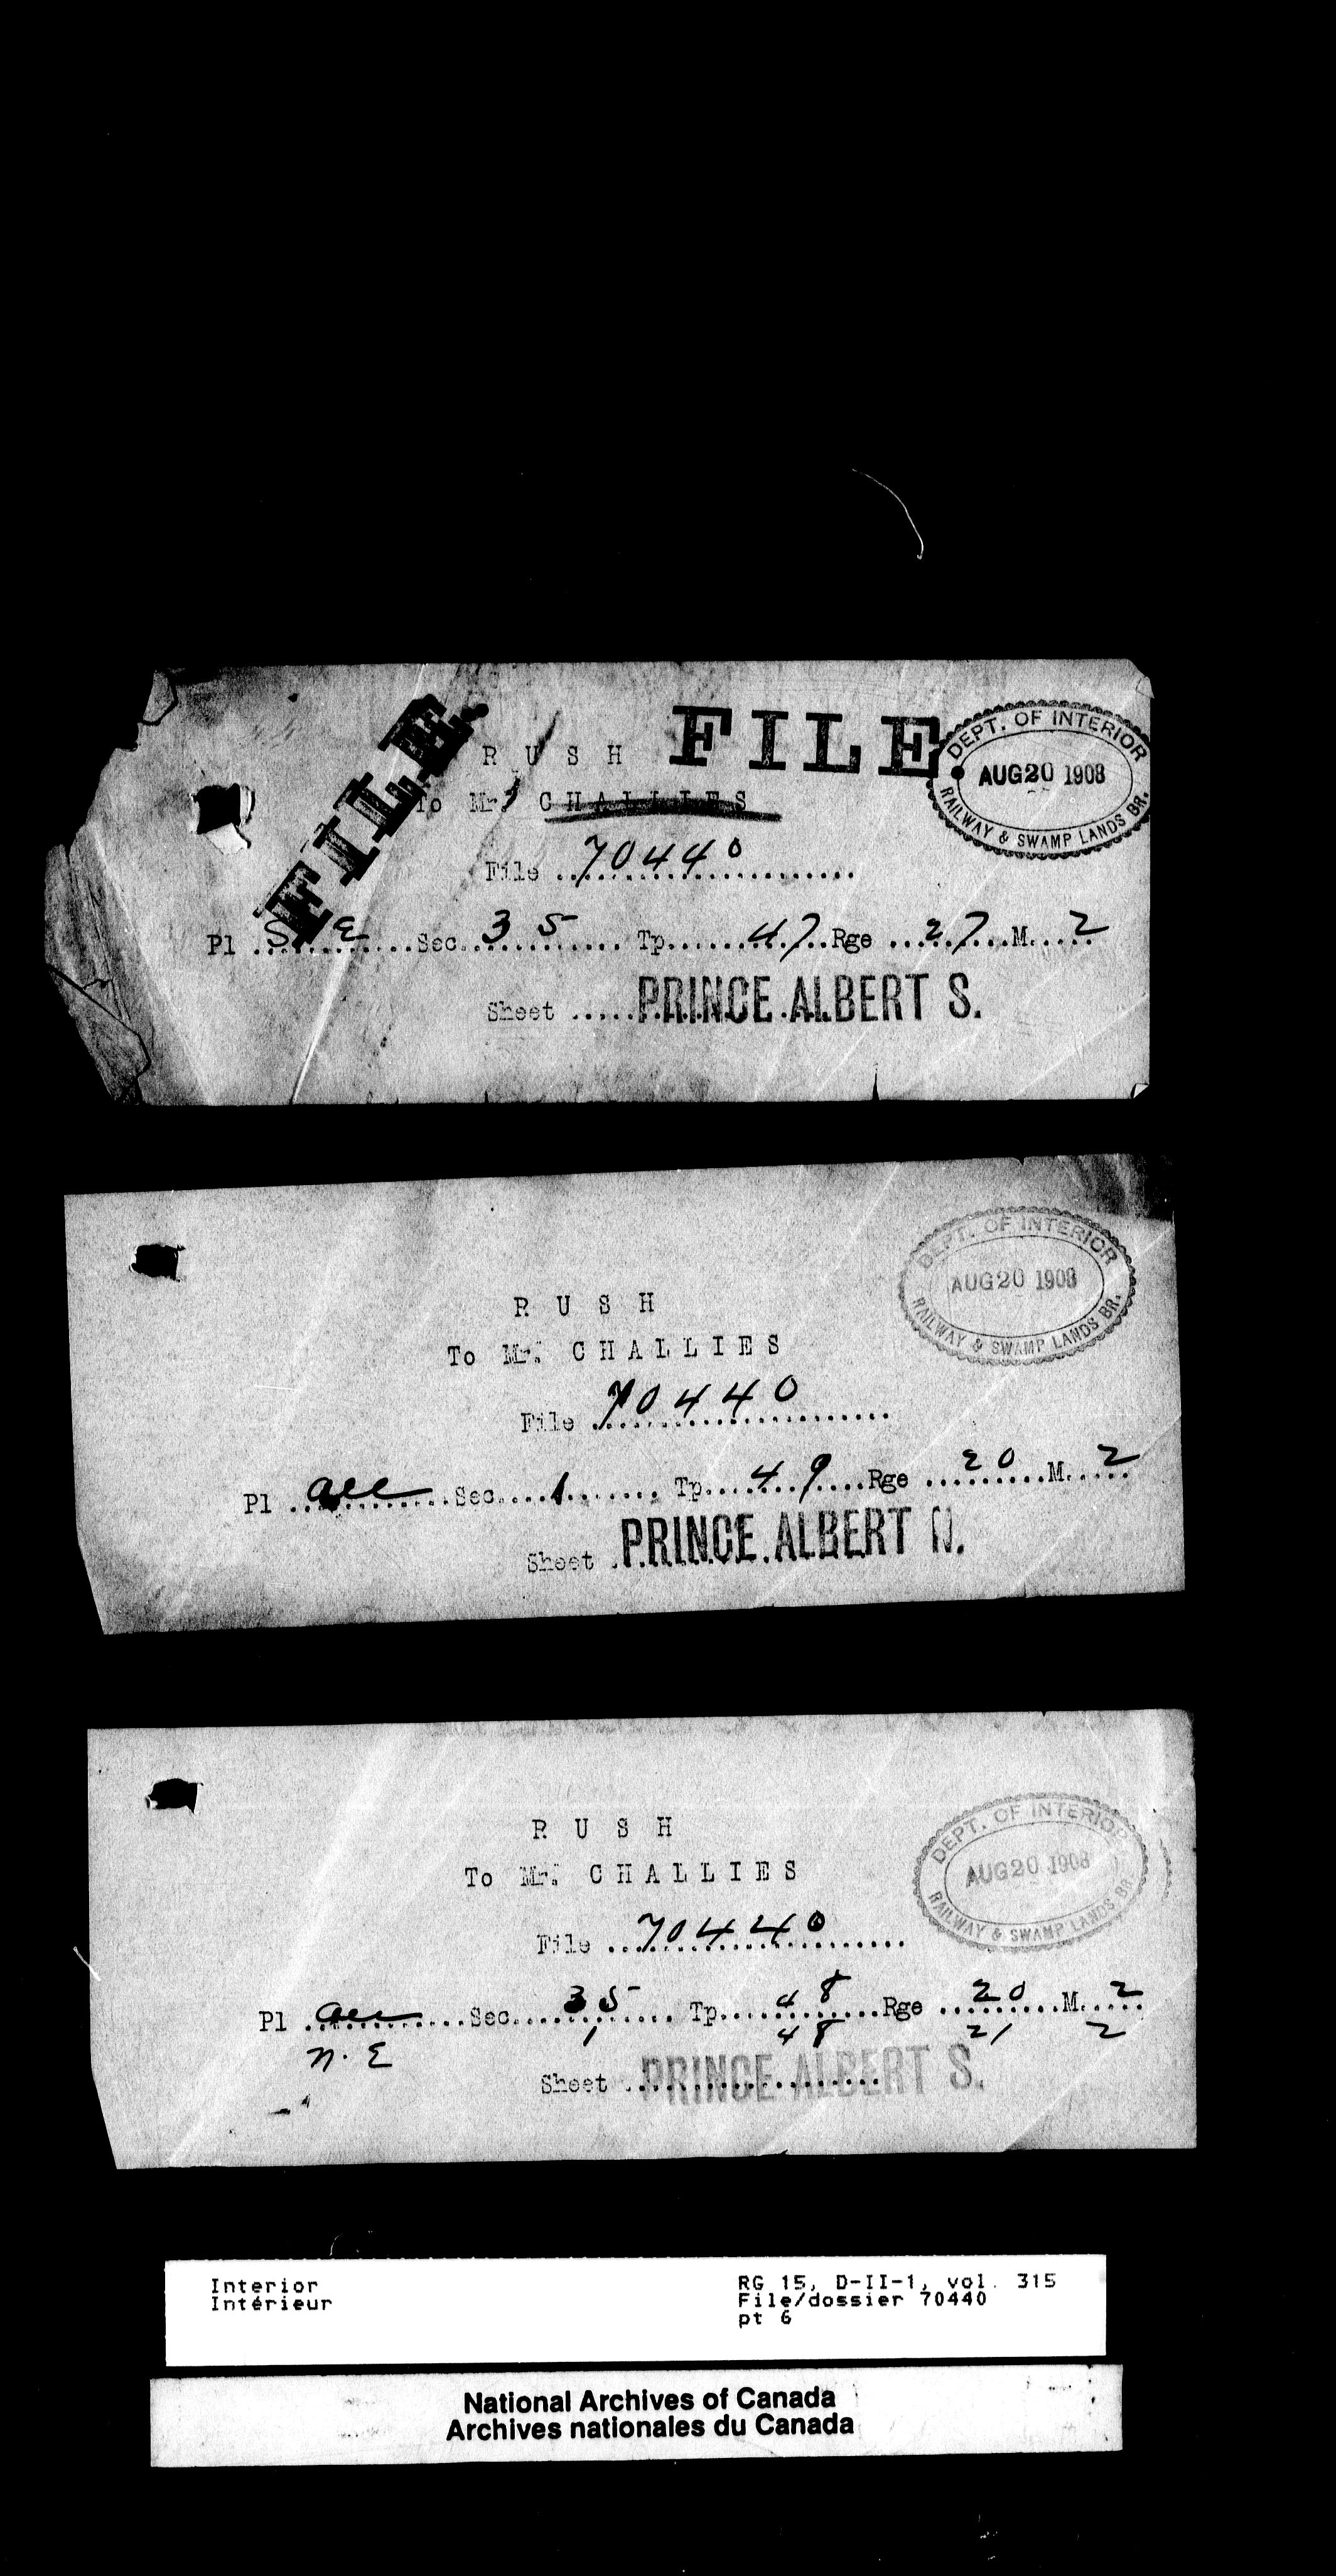 FILE.
R U S H FILE
To Mr. CHALLIES
DEPT. OF INTERIOR
AUG 20 1908
RAILWAY & SWAMP LANDS BR.
File 70440
Pl S E Sec. 35 Tp. 47 Rge 27 M. 2
Sheet PRINCE ALBERT S.
DEPT. OF INTERIOR
AUG 20 1908
RAILWAY & SWAMP LANDS BR.
R U S H
To Mr. CHALLIES
File 70440
Pl all Sec. 1 Tp. 49 Rge 20 M. 2
Sheet PRINCE ALBERT N.
DEPT. OF INTERIOR
AUG 20 1908
RAILWAY & SWAMP LANDS BR.
R U S H
To Mr. CHALLIES
File 70440
Pl all Sec. 35 Tp. 48 Rge 20 M. 2
N. E 1 48 21 2
Sheet PRINCE ALBERT S.
Interior
Intérieur
RG 15, D-II-1, vol. 315
File/dossier 70440
pt 6
National Archives of Canada
Archives nationales du Canada